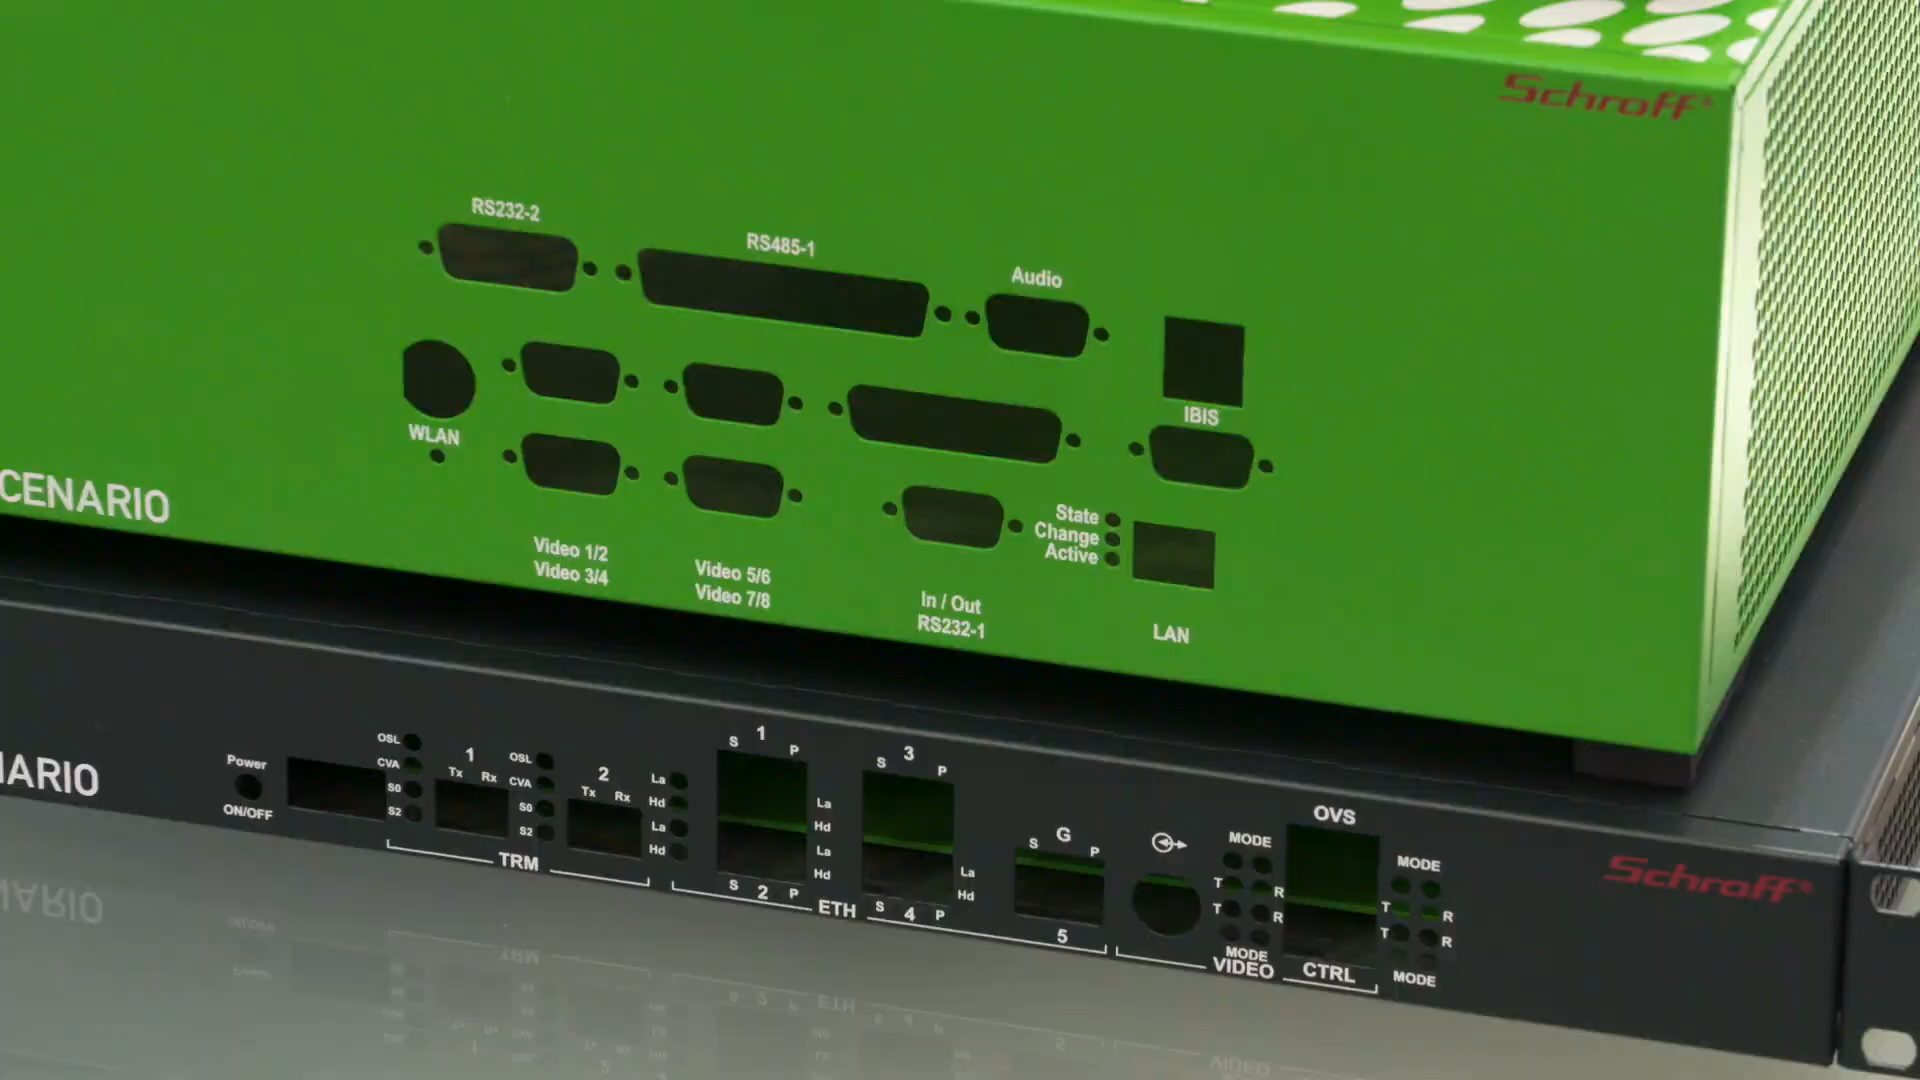 Schroff®
RS232-2
RS485-1
Audio
WLAN
IBIS
CENARIO
State
Change
Active
Video 1/2
Video 3/4
Video 5/6
Video 7/8
In / Out
RS232-1
LAN
ARIO
Power
ON/OFF
OSL
CVA
S0
S2
1
Tx Rx
OSL
CVA
S0
S2
2
Tx Rx
TRM
La
Hd
La
Hd
S 1 P
S 2 P
La
Hd
La
Hd
ETH
S 3 P
S 4 P
La
Hd
S G P
5
MODE
T R
T R
MODE
VIDEO
OVS
CTRL
MODE
T R
T R
MODE
Schroff®